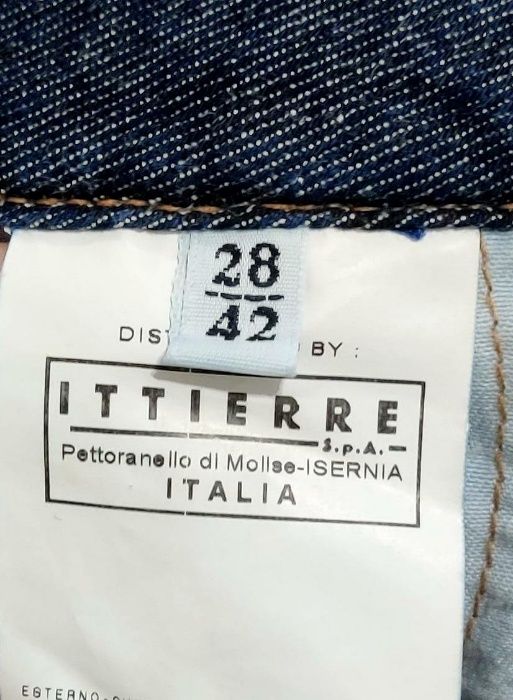 28
42
DIST BY :
ITTIERRE
S.p.A.
Pettoranello di Molise-ISERNIA
ITALIA